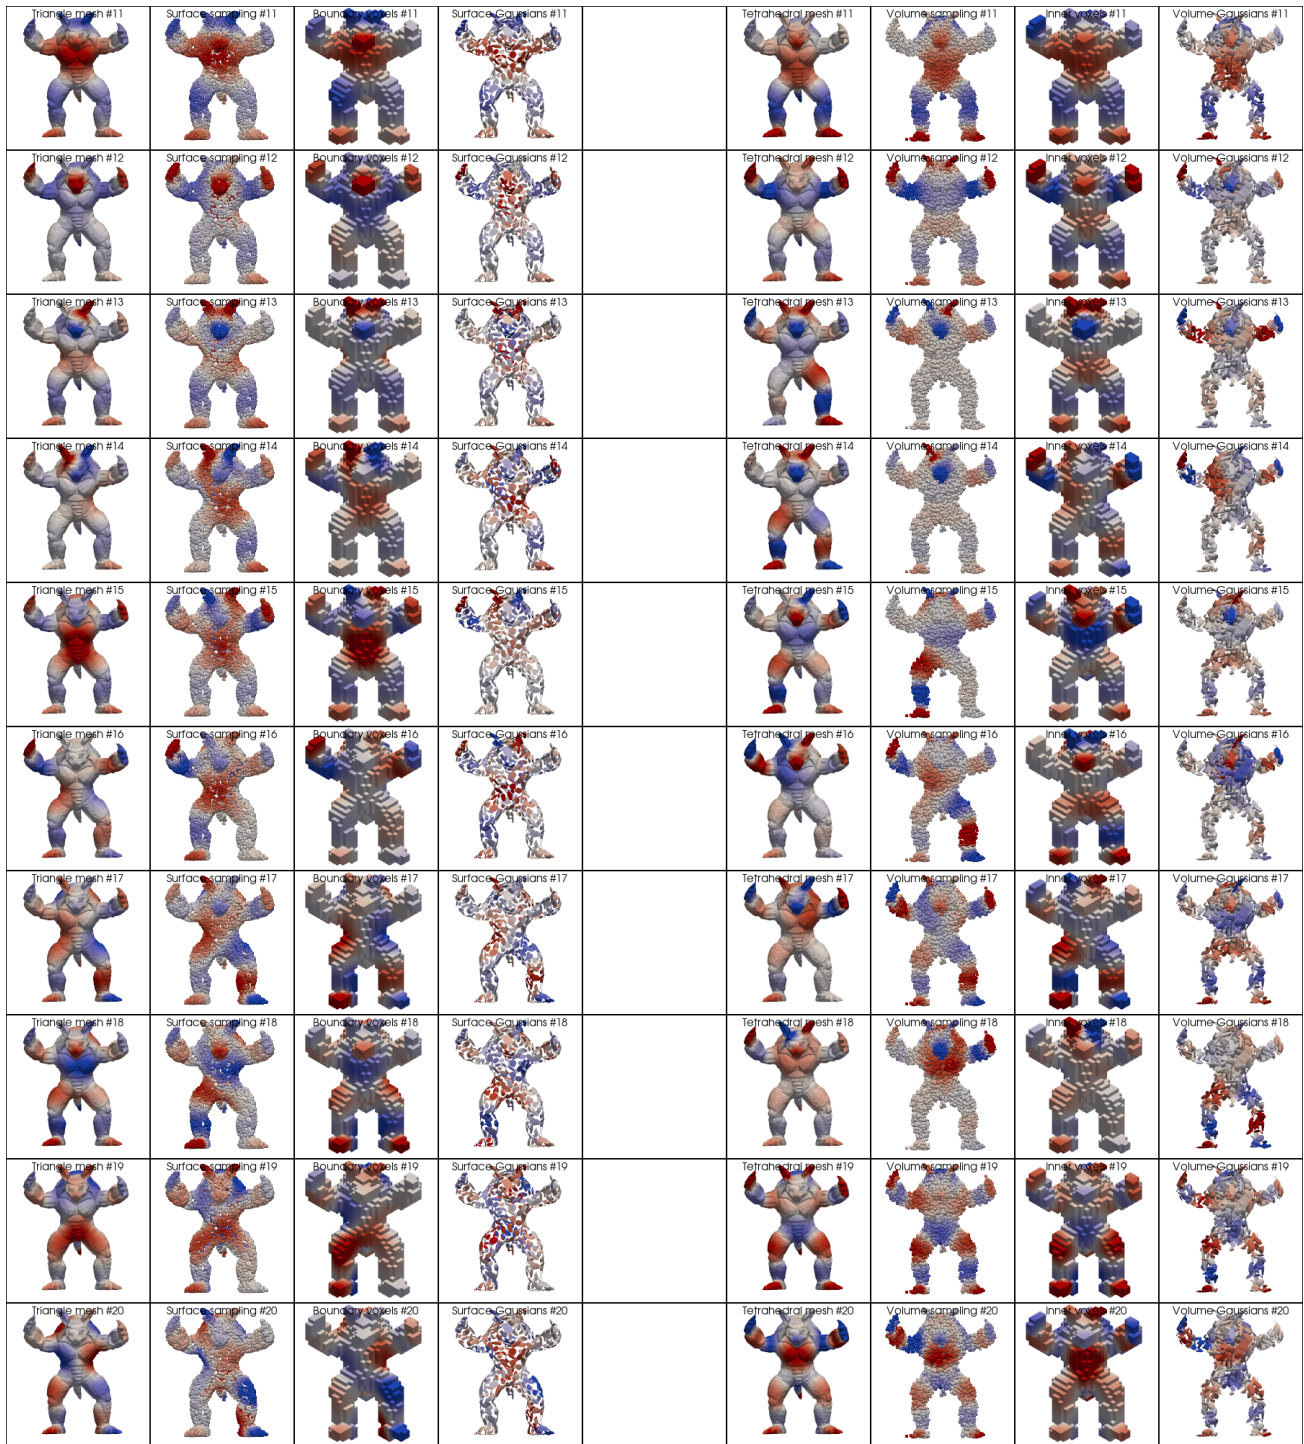 Triangle mesh #11 Surface sampling #11 Boundary voxels #11 Surface Gaussians #11 Tetrahedral mesh #11 Volume sampling #11 Inner voxels #11 Volume Gaussians #11
Triangle mesh #12 Surface sampling #12 Boundary voxels #12 Surface Gaussians #12 Tetrahedral mesh #12 Volume sampling #12 Inner voxels #12 Volume Gaussians #12
Triangle mesh #13 Surface sampling #13 Boundary voxels #13 Surface Gaussians #13 Tetrahedral mesh #13 Volume sampling #13 Inner voxels #13 Volume Gaussians #13
Triangle mesh #14 Surface sampling #14 Boundary voxels #14 Surface Gaussians #14 Tetrahedral mesh #14 Volume sampling #14 Inner voxels #14 Volume Gaussians #14
Triangle mesh #15 Surface sampling #15 Boundary voxels #15 Surface Gaussians #15 Tetrahedral mesh #15 Volume sampling #15 Inner voxels #15 Volume Gaussians #15
Triangle mesh #16 Surface sampling #16 Boundary voxels #16 Surface Gaussians #16 Tetrahedral mesh #16 Volume sampling #16 Inner voxels #16 Volume Gaussians #16
Triangle mesh #17 Surface sampling #17 Boundary voxels #17 Surface Gaussians #17 Tetrahedral mesh #17 Volume sampling #17 Inner voxels #17 Volume Gaussians #17
Triangle mesh #18 Surface sampling #18 Boundary voxels #18 Surface Gaussians #18 Tetrahedral mesh #18 Volume sampling #18 Inner voxels #18 Volume Gaussians #18
Triangle mesh #19 Surface sampling #19 Boundary voxels #19 Surface Gaussians #19 Tetrahedral mesh #19 Volume sampling #19 Inner voxels #19 Volume Gaussians #19
Triangle mesh #20 Surface sampling #20 Boundary voxels #20 Surface Gaussians #20 Tetrahedral mesh #20 Volume sampling #20 Inner voxels #20 Volume Gaussians #20